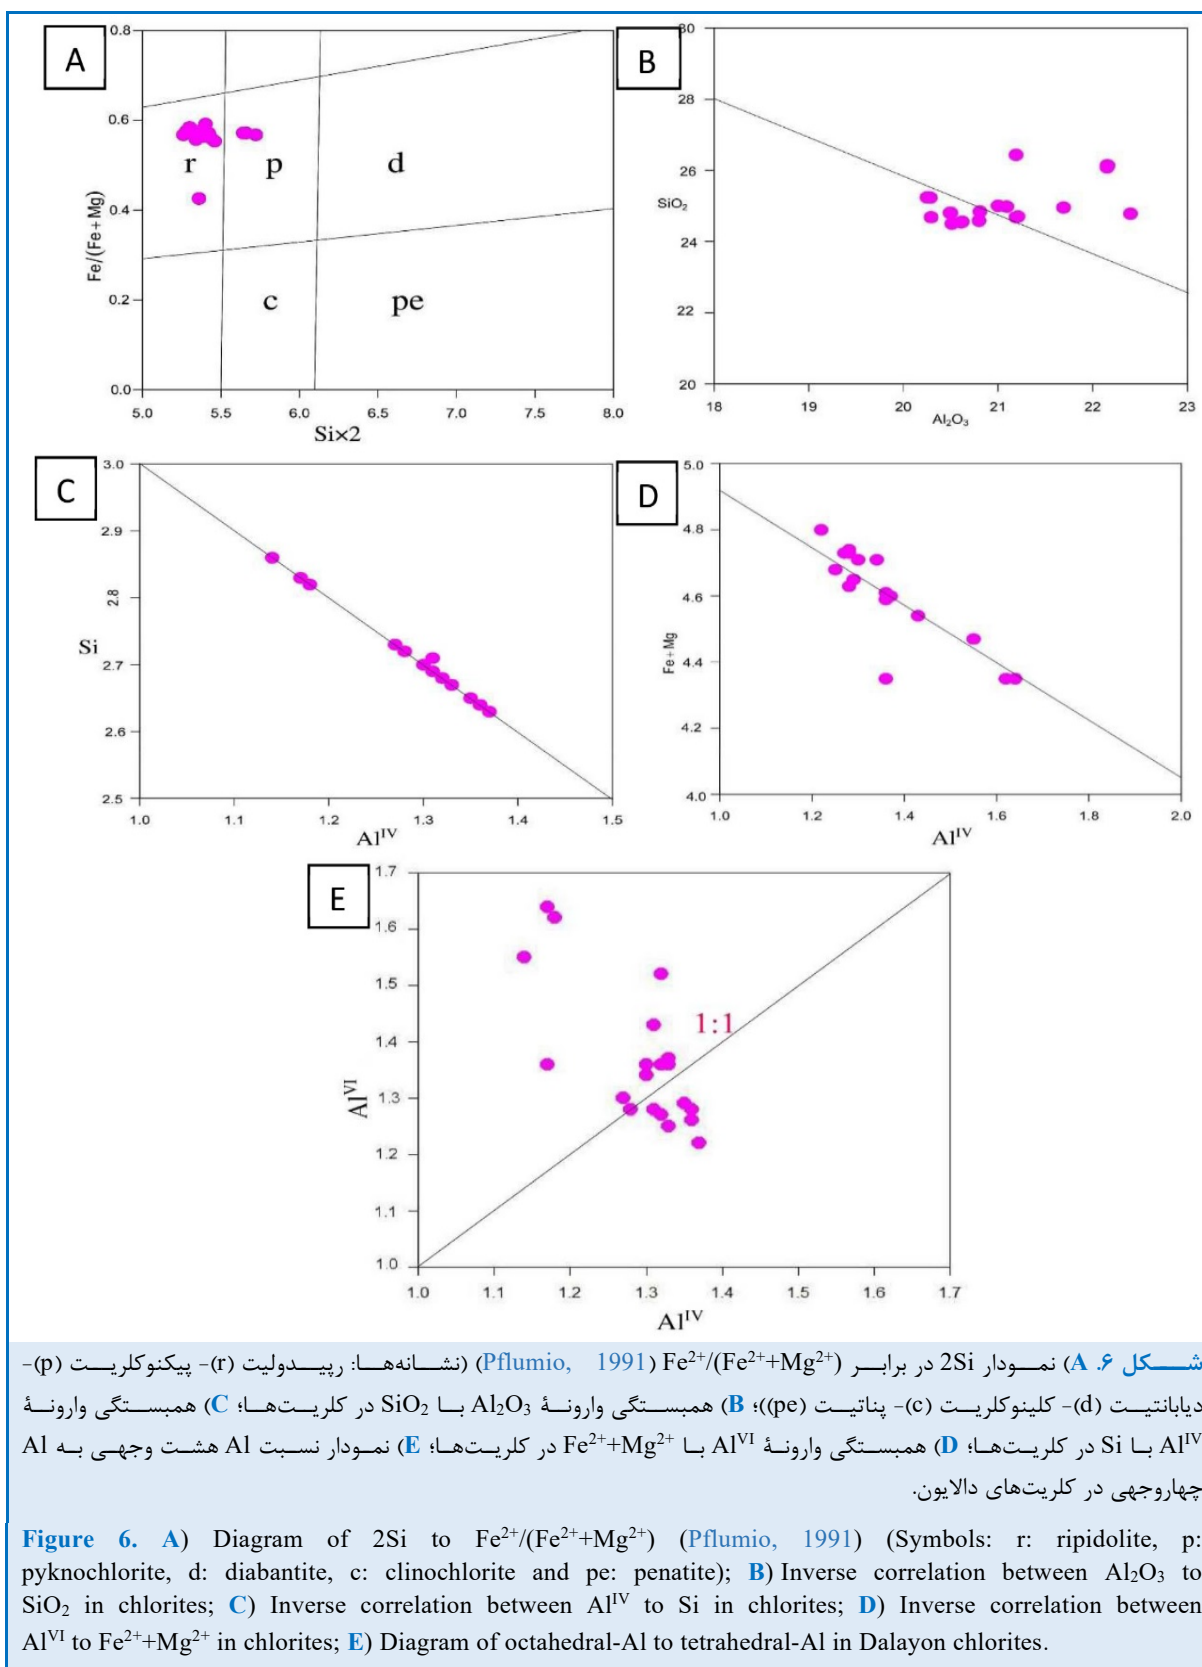 A
0.8
0.6
0.4
0.2
0.0
Fe/(Fe+Mg)
r
p
d
c
pe
5.0 5.5 6.0 6.5 7.0 7.5 8.0
Si×2
B
30
28
26
SiO₂
24
22
20
18 19 20 21 22 23
Al₂O₃
C
3.0
2.9
2.8
Si
2.7
2.6
2.5
1.0 1.1 1.2 1.3 1.4 1.5
Al^IV
D
5.0
4.8
4.6
Fe+Mg
4.4
4.2
4.0
1.0 1.2 1.4 1.6 1.8 2.0
Al^IV
E
1.7
1.6
1.5
1:1
1.4
Al^VI
1.3
1.2
1.1
1.0
1.0 1.1 1.2 1.3 1.4 1.5 1.6 1.7
Al^IV
شـــکل ۶. A) نمـــودار 2Si در برابـــر Fe²⁺/(Fe²⁺+Mg²⁺) (Pflumio, 1991) (نشـــانه‌هـــا: ریپـــدولیت (r)- پیکنوکلریـــت (p)-
دیابانتیـت (d)- کلینوکلریـت (c)- پناتیـت (pe))؛ B) همبسـتگی وارونـۀ Al₂O₃ بـا SiO₂ در کلریـت‌هـا؛ C) همبسـتگی وارونـۀ
Al^IV بـا Si در کلریـت‌هـا؛ D) همبسـتگی وارونـۀ Al^VI بـا Fe²⁺+Mg²⁺ در کلریـت‌هـا؛ E) نمـودار نسـبت Al هشـت وجهـی بـه Al
چهاروجهی در کلریت‌های دالایون.
Figure 6. A) Diagram of 2Si to Fe²⁺/(Fe²⁺+Mg²⁺) (Pflumio, 1991) (Symbols: r: ripidolite, p:
pyknochlorite, d: diabantite, c: clinochlorite and pe: penatite); B) Inverse correlation between Al₂O₃ to
SiO₂ in chlorites; C) Inverse correlation between Al^IV to Si in chlorites; D) Inverse correlation between
Al^VI to Fe²⁺+Mg²⁺ in chlorites; E) Diagram of octahedral-Al to tetrahedral-Al in Dalayon chlorites.